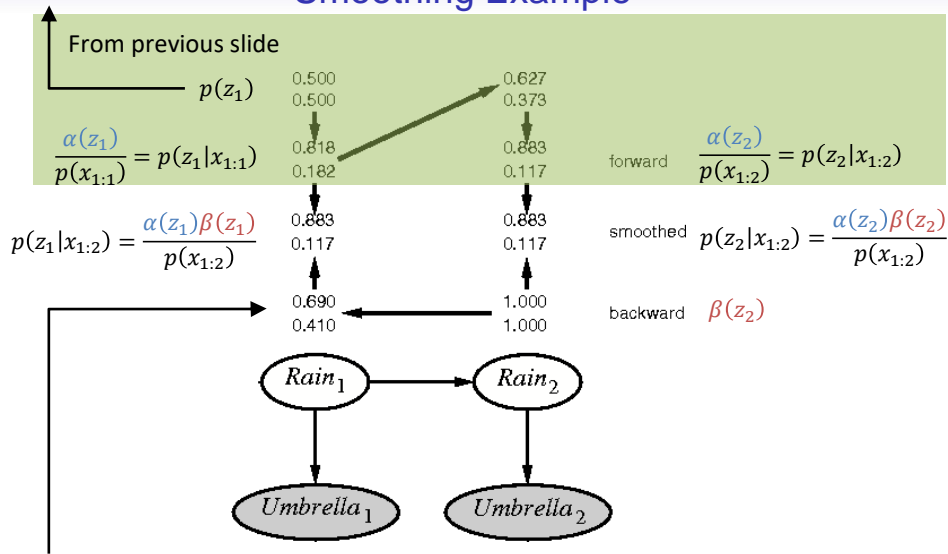 Smoothing Example
From previous slide
p(z₁)
0.500
0.500
0.627
0.373
α(z₁)/p(x₁:₁) = p(z₁|x₁:₁)
0.818
0.182
0.883
0.117
forward
α(z₂)/p(x₁:₂) = p(z₂|x₁:₂)
p(z₁|x₁:₂) = α(z₁)β(z₁)/p(x₁:₂)
0.883
0.117
0.883
0.117
smoothed
p(z₂|x₁:₂) = α(z₂)β(z₂)/p(x₁:₂)
0.690
0.410
1.000
1.000
backward
β(z₂)
Rain₁
Rain₂
Umbrella₁
Umbrella₂